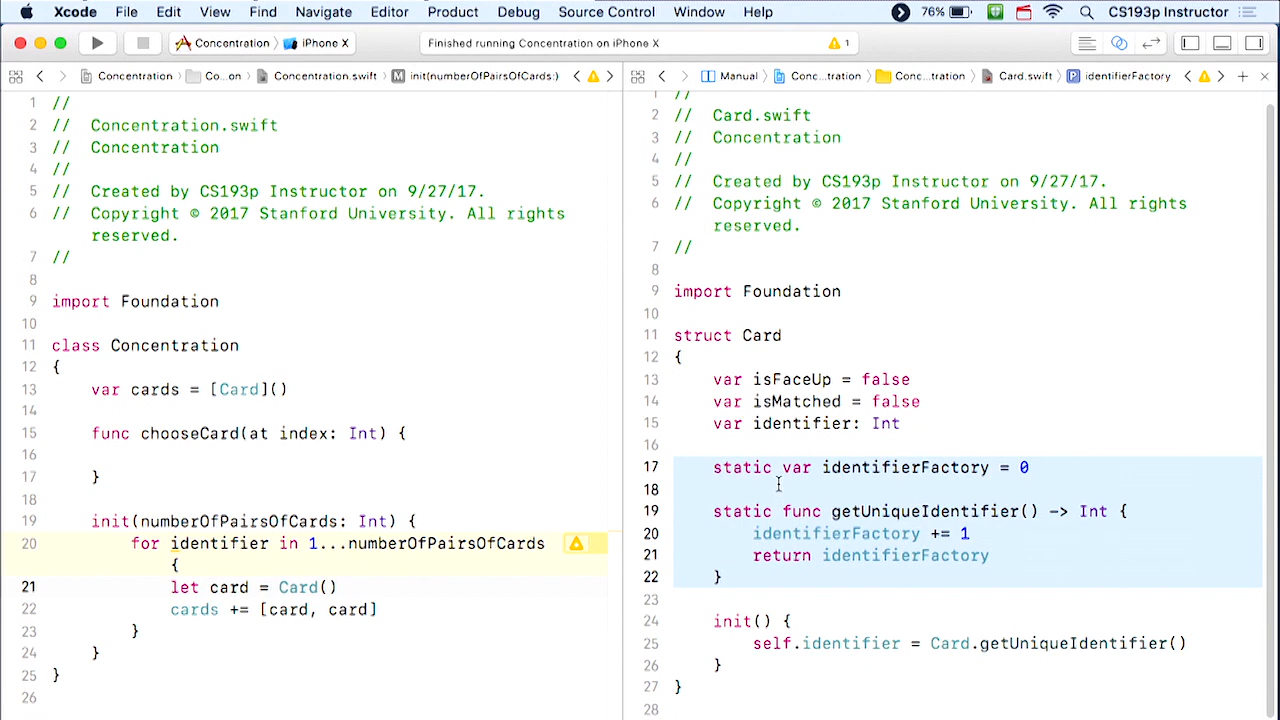 Xcode File Edit View Find Navigate Editor Product Debug Source Control Window Help 76% CS193p Instructor
Concentration iPhone X Finished running Concentration on iPhone X 1
Concentration Co...on Concentration.swift M init(numberOfPairsOfCards:)
Manual Conc...tration Conc...tration Card.swift P identifierFactory
1 //
2 // Concentration.swift
3 // Concentration
4 //
5 // Created by CS193p Instructor on 9/27/17.
6 // Copyright © 2017 Stanford University. All rights
reserved.
7 //
8
9 import Foundation
10
11 class Concentration
12 {
13 var cards = [Card]()
14
15 func chooseCard(at index: Int) {
16
17 }
18
19 init(numberOfPairsOfCards: Int) {
20 for identifier in 1...numberOfPairsOfCards
{
21 let card = Card()
22 cards += [card, card]
23 }
24 }
25 }
26
1 //
2 // Card.swift
3 // Concentration
4 //
5 // Created by CS193p Instructor on 9/27/17.
6 // Copyright © 2017 Stanford University. All rights
reserved.
7 //
8
9 import Foundation
10
11 struct Card
12 {
13 var isFaceUp = false
14 var isMatched = false
15 var identifier: Int
16
17 static var identifierFactory = 0
18
19 static func getUniqueIdentifier() -> Int {
20 identifierFactory += 1
21 return identifierFactory
22 }
23
24 init() {
25 self.identifier = Card.getUniqueIdentifier()
26 }
27 }
28